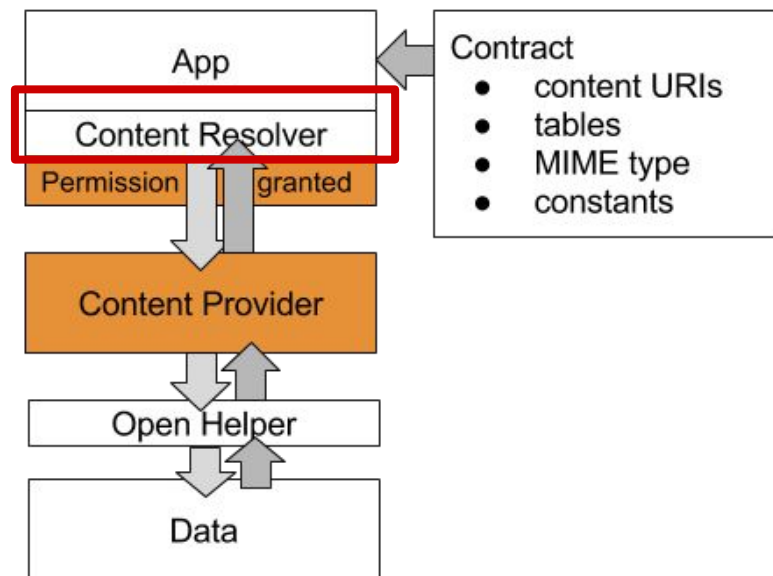 App
Content Resolver
Permission granted
Content Provider
Open Helper
Data
Contract
● content URIs
● tables
● MIME type
● constants